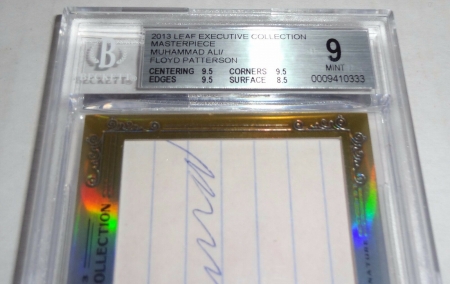 2013 LEAF EXECUTIVE COLLECTION
MASTERPIECE
MUHAMMAD ALI/
FLOYD PATTERSON
CENTERING 9.5 CORNERS 9.5
EDGES 9.5 SURFACE 8.5
9
MINT
0009410333
B
BECKETT
COLLECTION